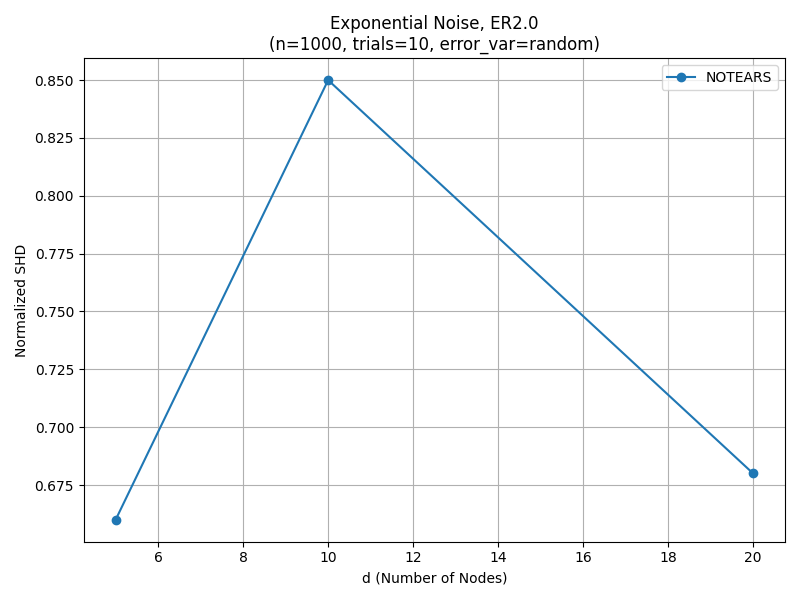 Exponential Noise, ER2.0
(n=1000, trials=10, error_var=random)
NOTEARS
Normalized SHD
0.850
0.825
0.800
0.775
0.750
0.725
0.700
0.675
6 8 10 12 14 16 18 20
d (Number of Nodes)